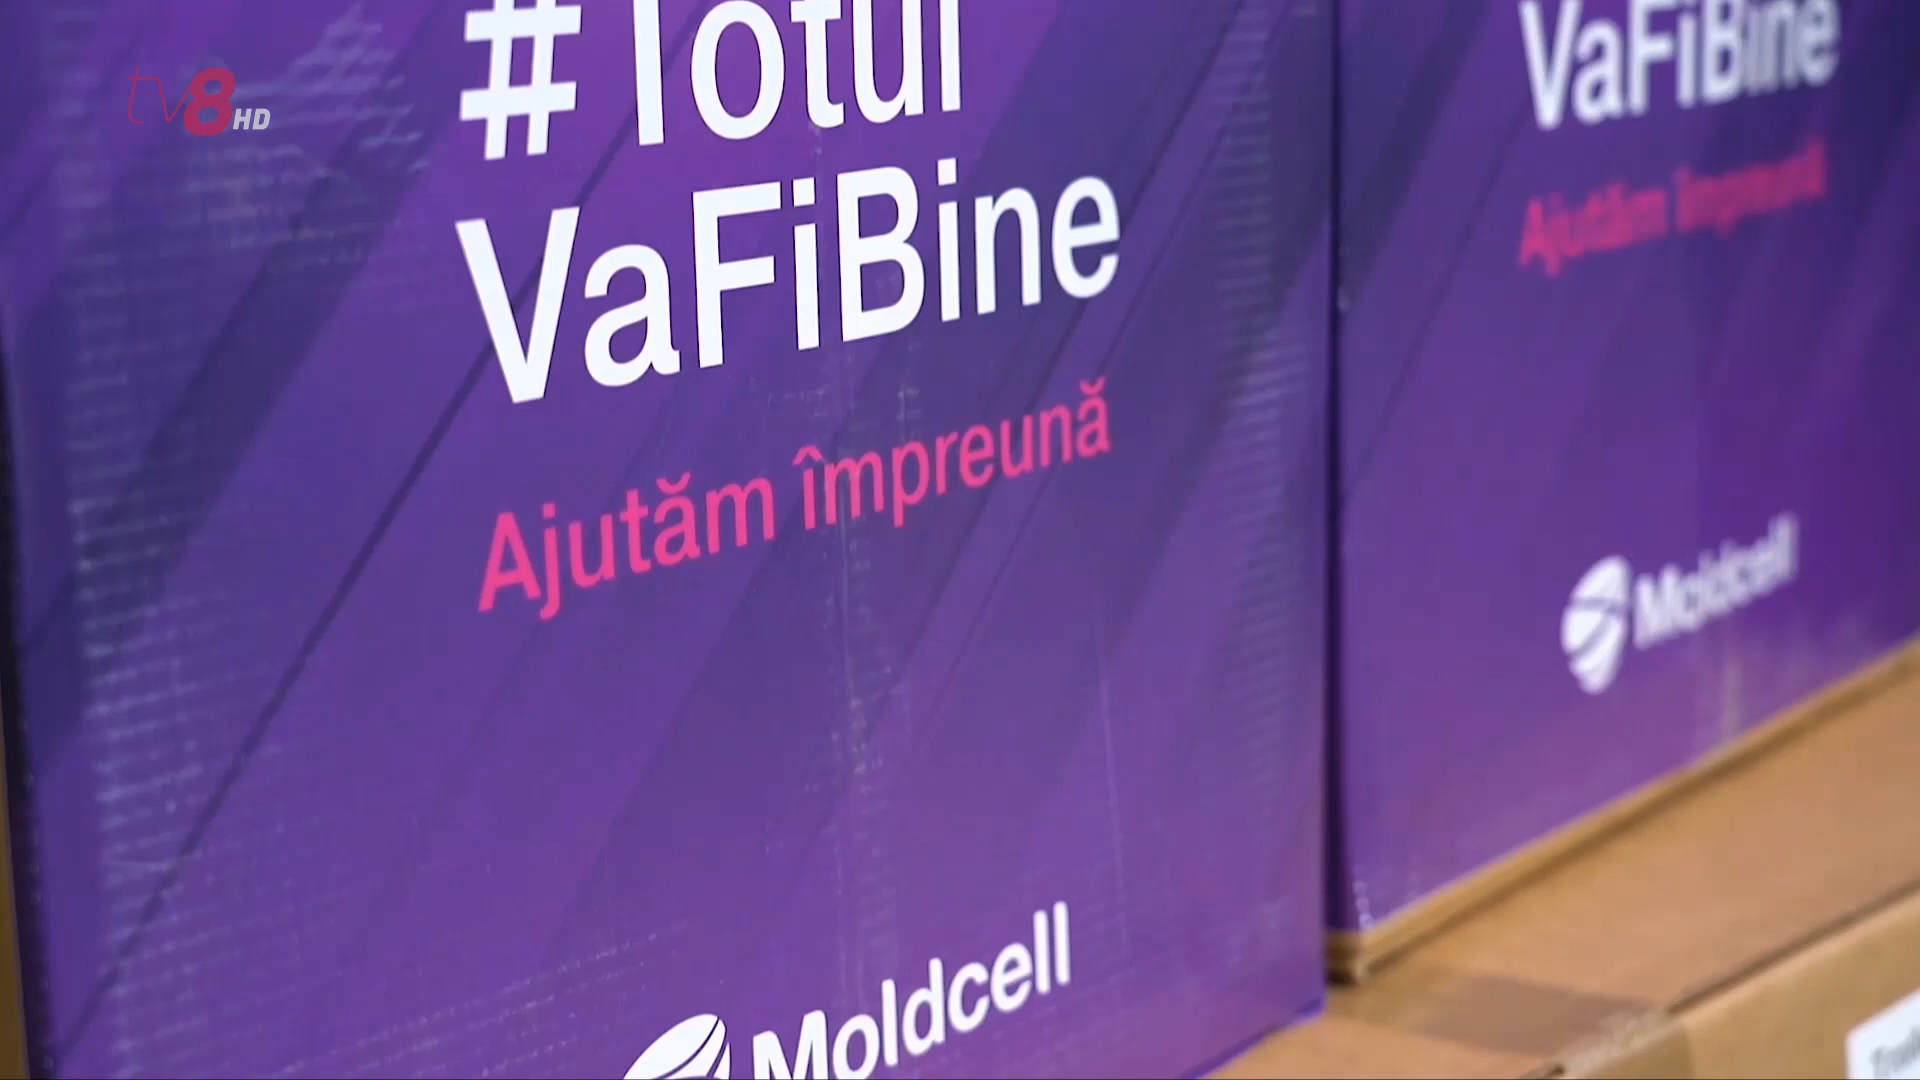 tv8 HD
#Totul
VaFiBine
Ajutăm împreună
Moldcell
VaFiBine
Ajutăm împreună
Moldcell